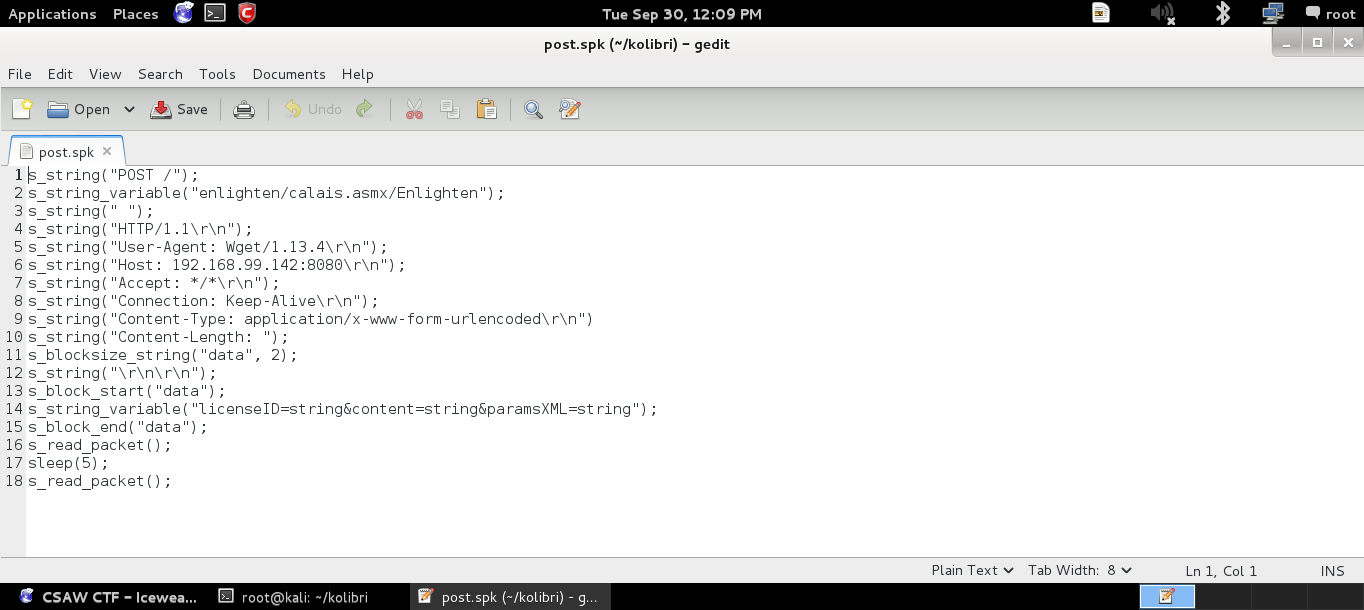 Applications Places Tue Sep 30, 12:09 PM root
post.spk (~/kolibri) - gedit
File Edit View Search Tools Documents Help
Open Save Undo
post.spk
1 s_string("POST /");
2 s_string_variable("enlighten/calais.asmx/Enlighten");
3 s_string(" ");
4 s_string("HTTP/1.1\r\n");
5 s_string("User-Agent: Wget/1.13.4\r\n");
6 s_string("Host: 192.168.99.142:8080\r\n");
7 s_string("Accept: */*\r\n");
8 s_string("Connection: Keep-Alive\r\n");
9 s_string("Content-Type: application/x-www-form-urlencoded\r\n")
10 s_string("Content-Length: ");
11 s_blocksize_string("data", 2);
12 s_string("\r\n\r\n");
13 s_block_start("data");
14 s_string_variable("licenseID=string&content=string&paramsXML=string");
15 s_block_end("data");
16 s_read_packet();
17 sleep(5);
18 s_read_packet();
Plain Text Tab Width: 8 Ln 1, Col 1 INS
CSAW CTF - Icewea... root@kali: ~/kolibri post.spk (~/kolibri) - g...